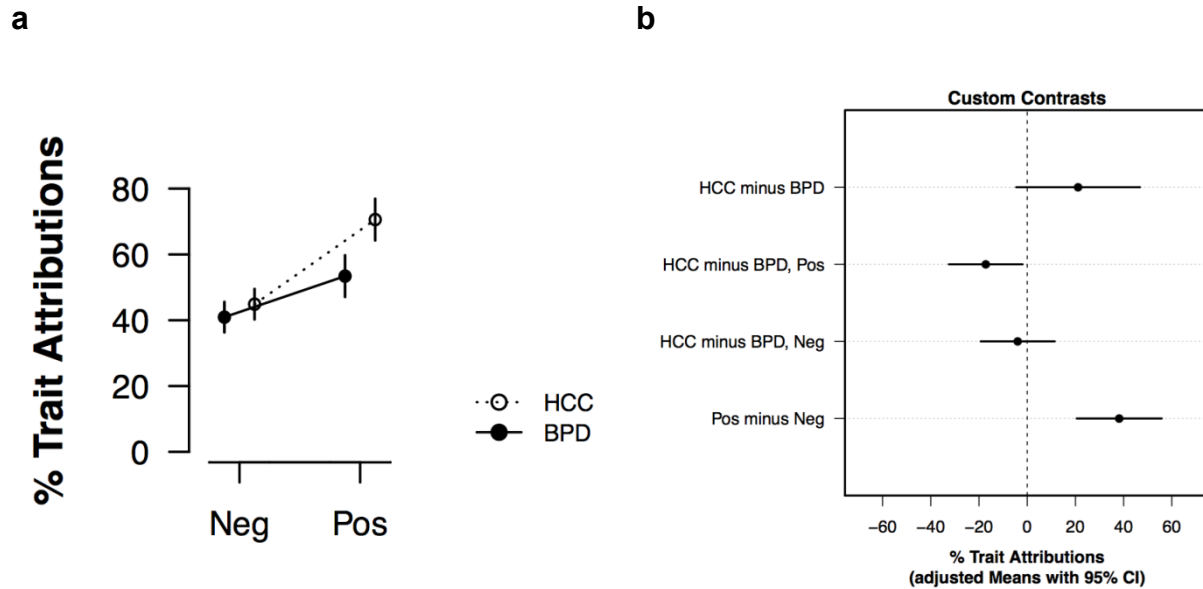 a
% Trait Attributions
80
60
40
20
0
Neg Pos
HCC
BPD
b
Custom Contrasts
HCC minus BPD
HCC minus BPD, Pos
HCC minus BPD, Neg
Pos minus Neg
−60 −40 −20 0 20 40 60
% Trait Attributions
(adjusted Means with 95% CI)